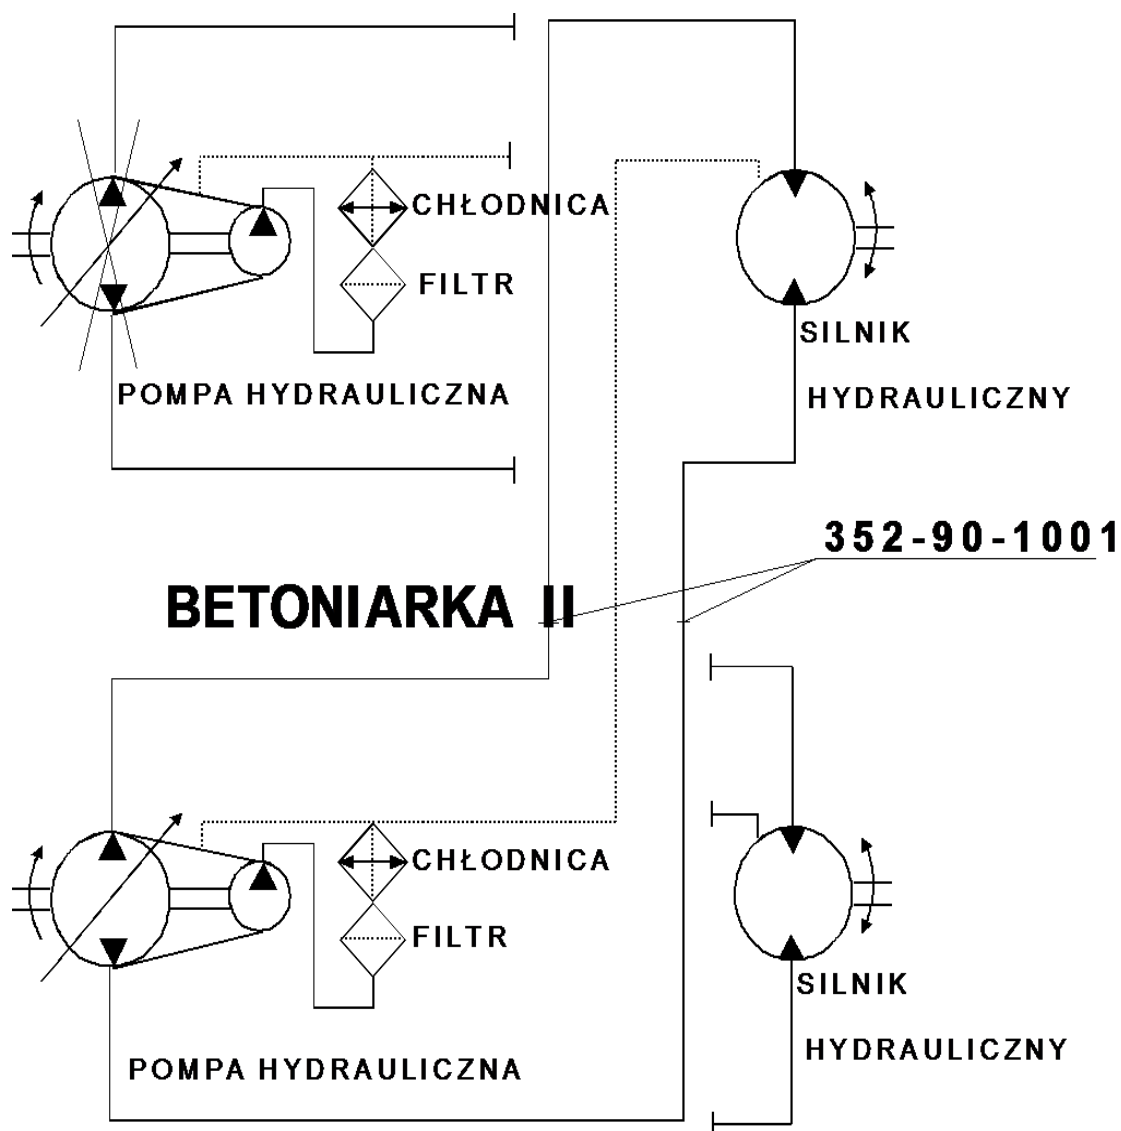 CHŁODNICA
FILTR
SILNIK
POMPA HYDRAULICZNA
HYDRAULICZNY
352-90-1001
BETONIARKA II
CHŁODNICA
FILTR
SILNIK
HYDRAULICZNY
POMPA HYDRAULICZNA